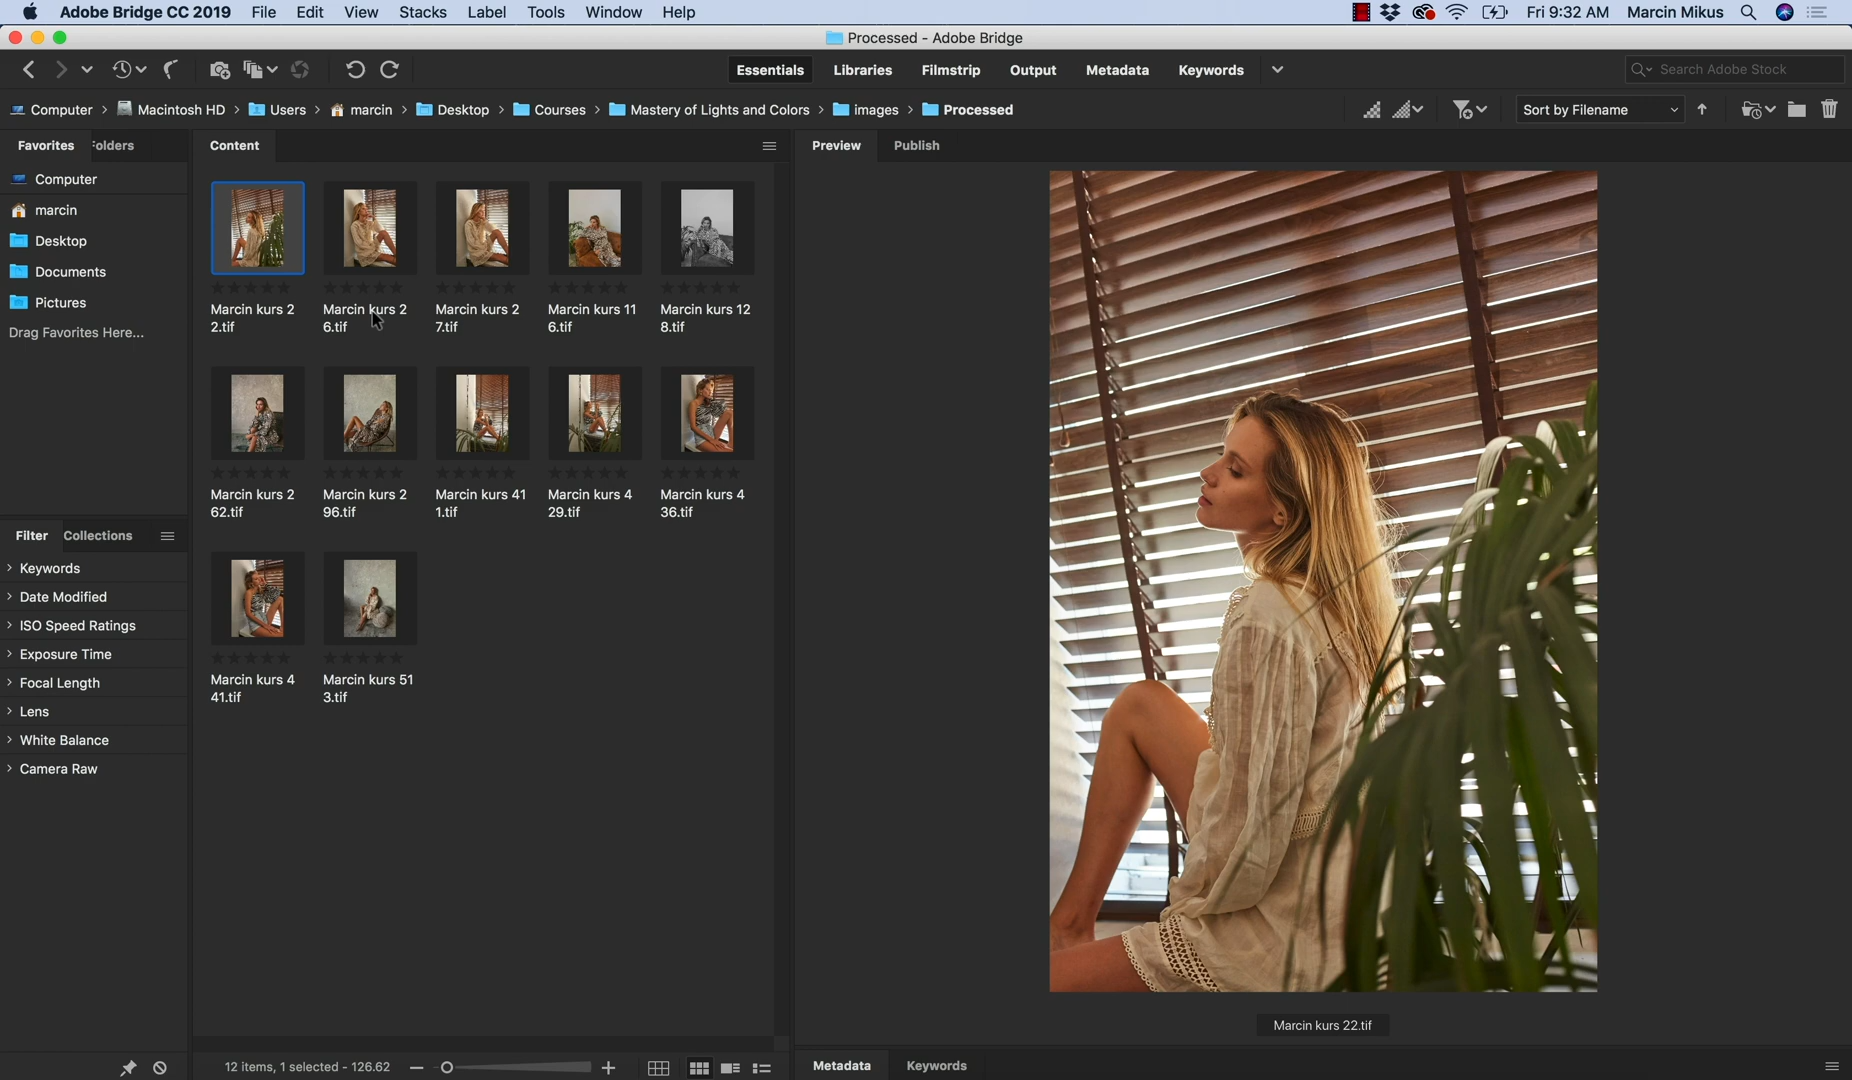 Adobe Bridge CC 2019 File Edit View Stacks Label Tools Window Help Fri 9:32 AM Marcin Mikus
Processed - Adobe Bridge
Essentials Libraries Filmstrip Output Metadata Keywords Search Adobe Stock
Computer Macintosh HD Users marcin Desktop Courses Mastery of Lights and Colors images Processed Sort by Filename
Favorites Folders
Computer
marcin
Desktop
Documents
Pictures
Drag Favorites Here...
Filter Collections
Keywords
Date Modified
ISO Speed Ratings
Exposure Time
Focal Length
Lens
White Balance
Camera Raw
Content
Marcin kurs 2
2.tif
Marcin kurs 2
6.tif
Marcin kurs 2
7.tif
Marcin kurs 11
6.tif
Marcin kurs 12
8.tif
Marcin kurs 2
62.tif
Marcin kurs 2
96.tif
Marcin kurs 41
1.tif
Marcin kurs 4
29.tif
Marcin kurs 4
36.tif
Marcin kurs 4
41.tif
Marcin kurs 51
3.tif
12 items, 1 selected - 126.62
Preview Publish
Marcin kurs 22.tif
Metadata Keywords